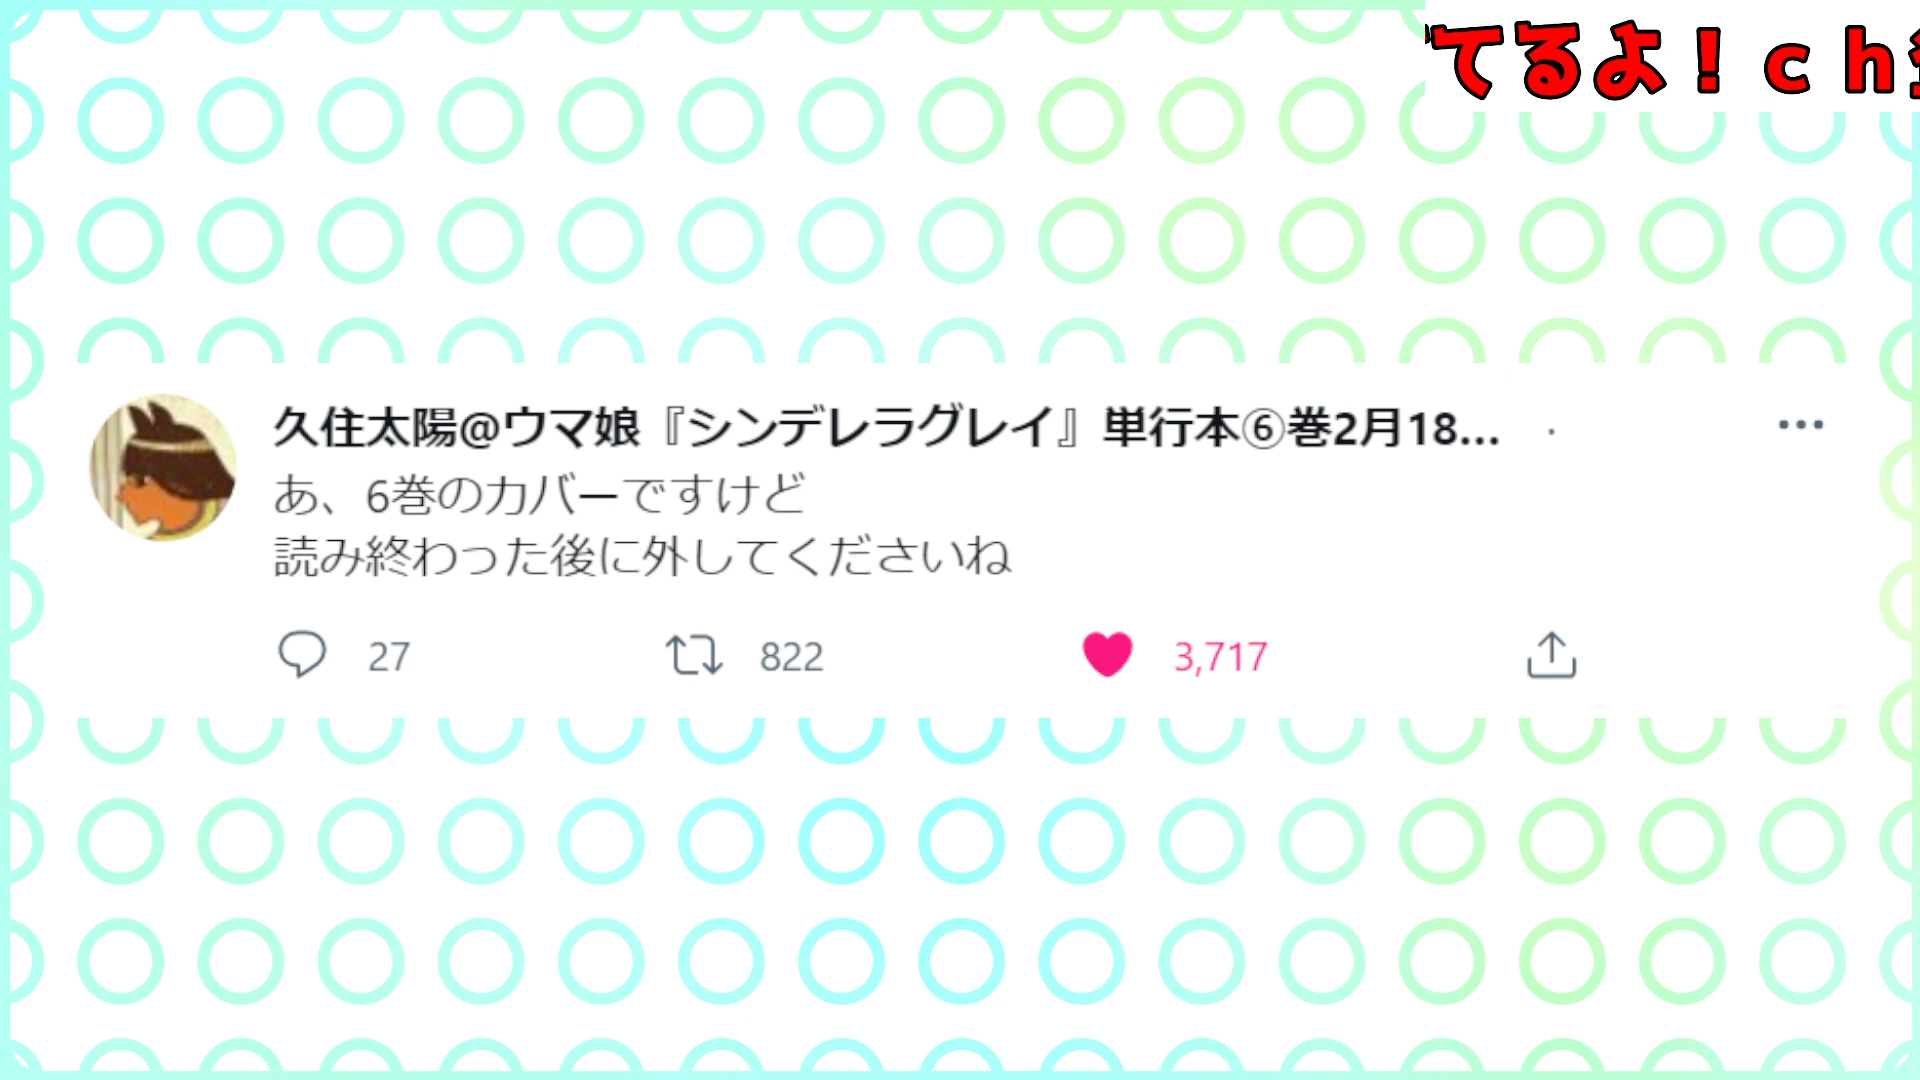 てるよ！ｃｈ
久住太陽@ウマ娘『シンデレラグレイ』単行本⑥巻2月18... ·
あ、6巻のカバーですけど
読み終わった後に外してくださいね
27 822 3,717